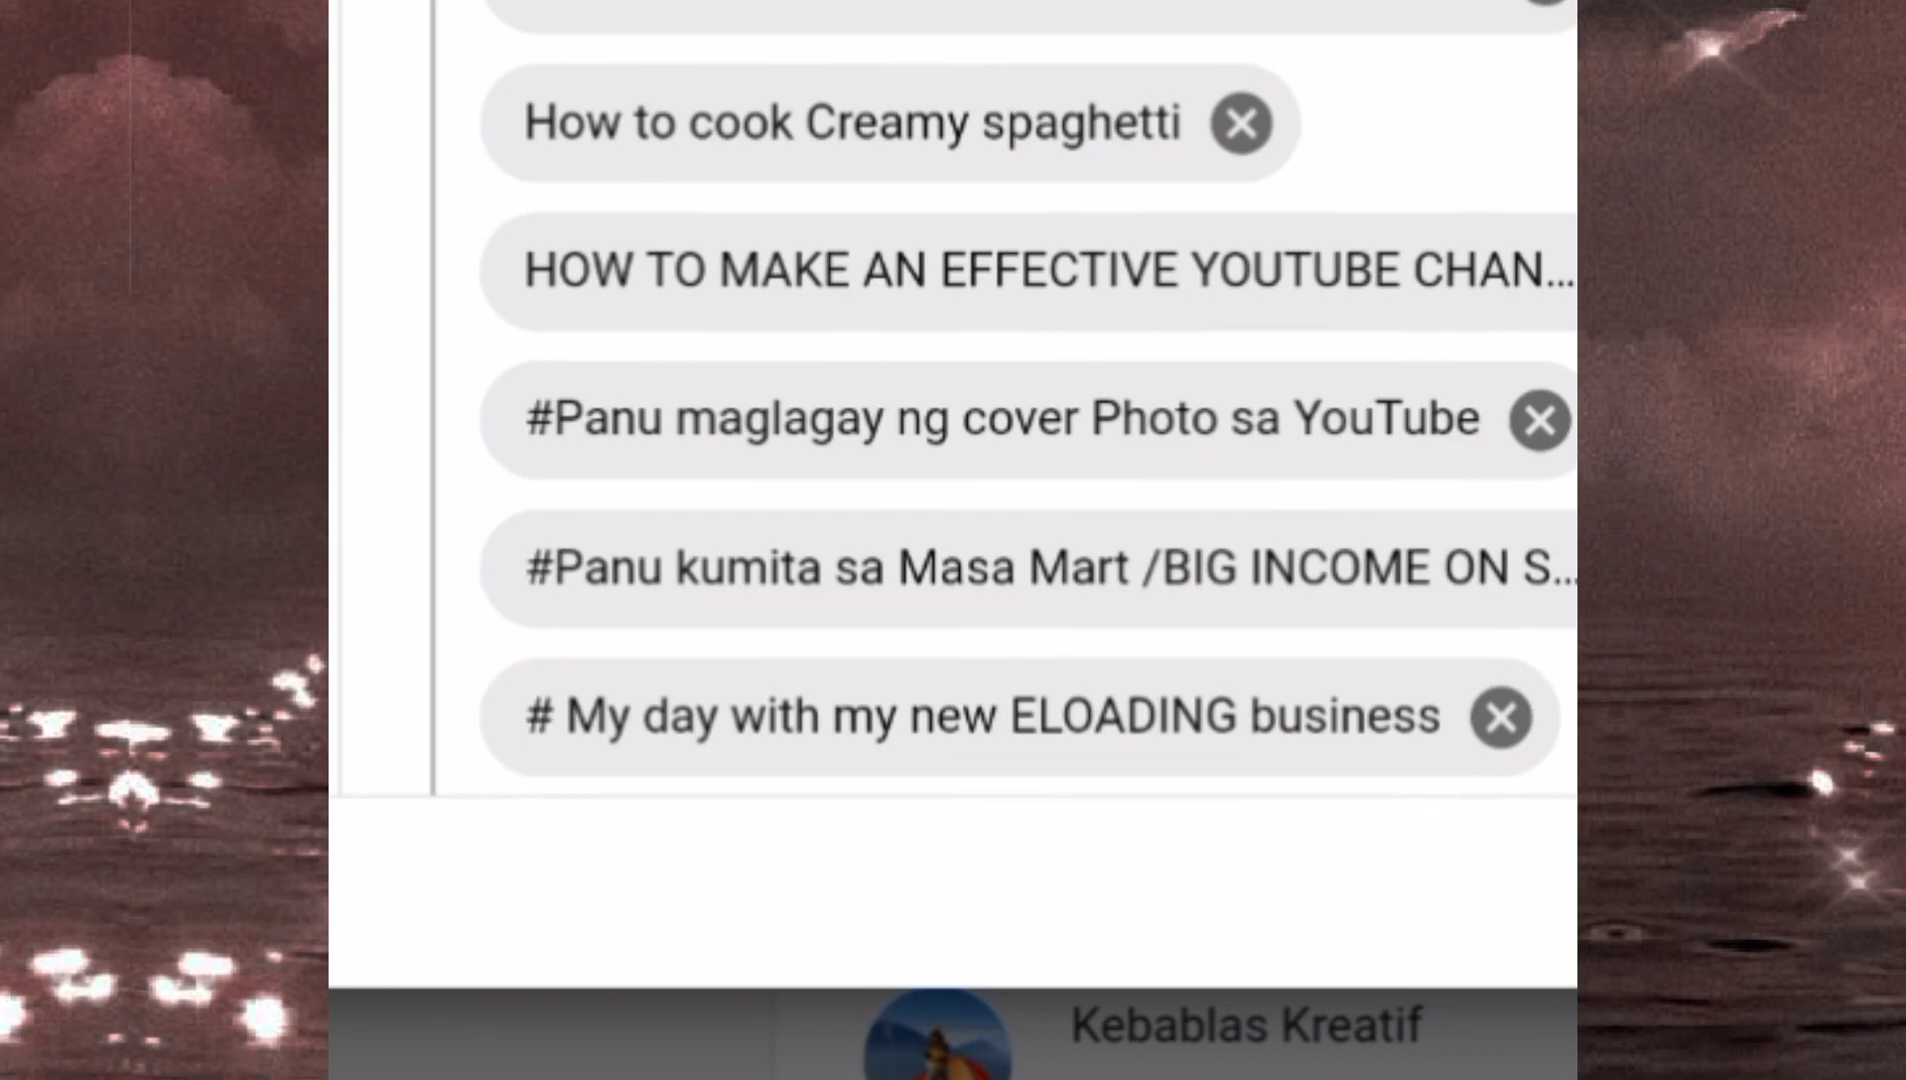 How to cook Creamy spaghetti
HOW TO MAKE AN EFFECTIVE YOUTUBE CHAN...
#Panu maglagay ng cover Photo sa YouTube
#Panu kumita sa Masa Mart /BIG INCOME ON S...
# My day with my new ELOADING business
Kebablas Kreatif